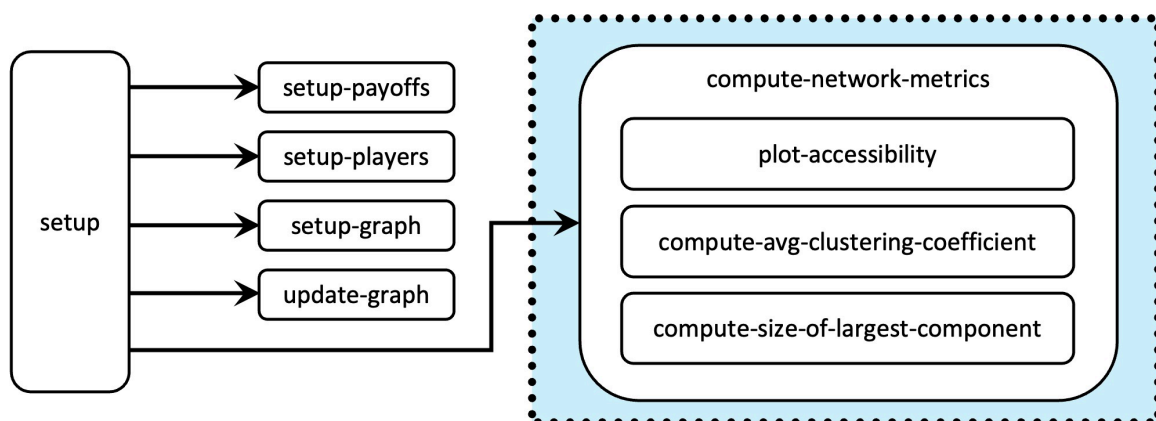 setup
setup-payoffs
setup-players
setup-graph
update-graph
compute-network-metrics
plot-accessibility
compute-avg-clustering-coefficient
compute-size-of-largest-component